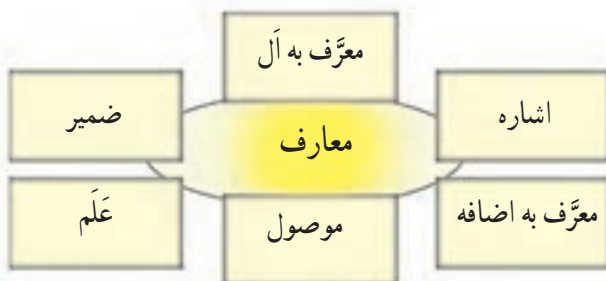 معرَّف به اَل
اشاره
ضمیر
معارف
معرَّف به اضافه
موصول
عَلَم